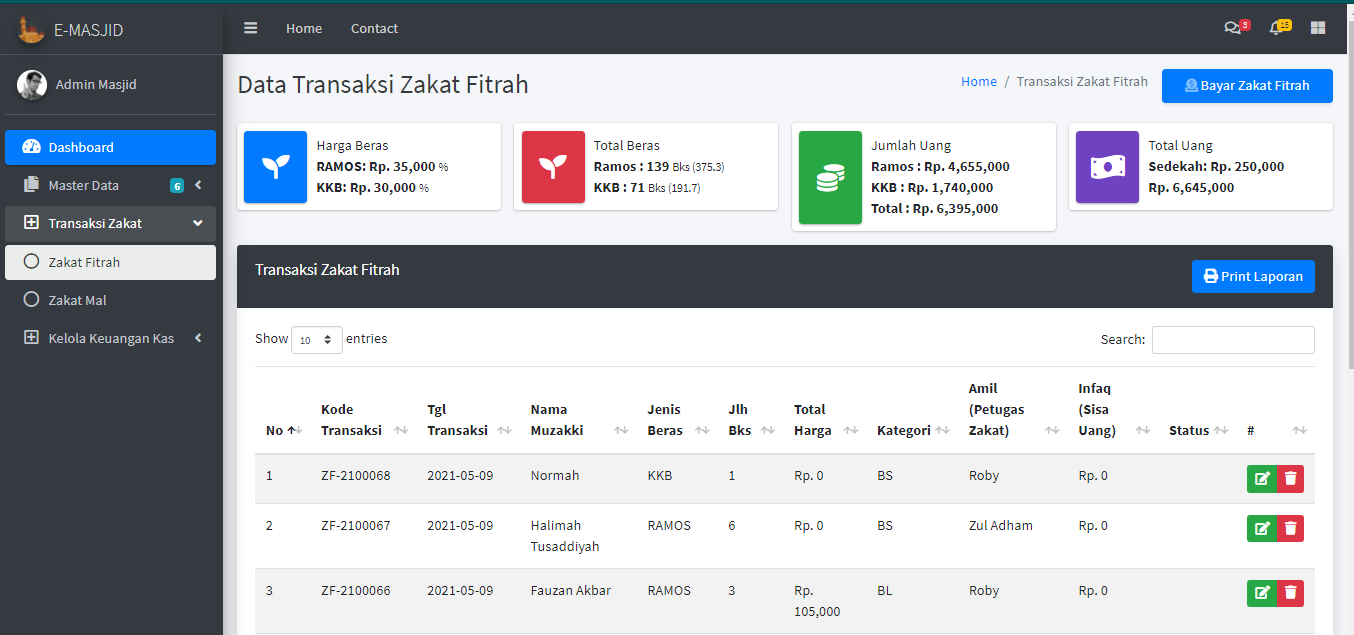 E-MASJID
Home
Contact
3
15
Admin Masjid
Dashboard
Master Data
6
Transaksi Zakat
Zakat Fitrah
Zakat Mal
Kelola Keuangan Kas
Data Transaksi Zakat Fitrah
Home / Transaksi Zakat Fitrah
Bayar Zakat Fitrah
Harga Beras
RAMOS: Rp. 35,000 %
KKB: Rp. 30,000 %
Total Beras
Ramos : 139 Bks (375.3)
KKB : 71 Bks (191.7)
Jumlah Uang
Ramos : Rp. 4,655,000
KKB : Rp. 1,740,000
Total : Rp. 6,395,000
Total Uang
Sedekah: Rp. 250,000
Rp. 6,645,000
Transaksi Zakat Fitrah
Print Laporan
Show 10 entries
Search:
No
Kode
Transaksi
Tgl
Transaksi
Nama
Muzakki
Jenis
Beras
Jlh
Bks
Total
Harga
Kategori
Amil
(Petugas
Zakat)
Infaq
(Sisa
Uang)
Status
#
1 ZF-2100068 2021-05-09 Normah KKB 1 Rp. 0 BS Roby Rp. 0
2 ZF-2100067 2021-05-09 Halimah RAMOS 6 Rp. 0 BS Zul Adham Rp. 0
Tusaddiyah
3 ZF-2100066 2021-05-09 Fauzan Akbar RAMOS 3 Rp. BL Roby Rp. 0
105,000